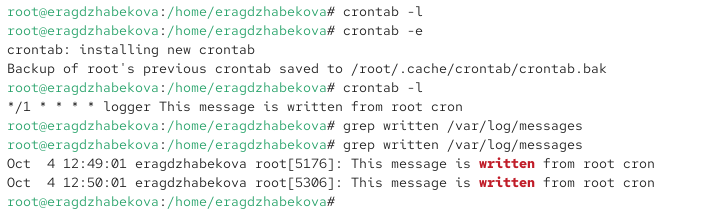 root@eragdzhabekova:/home/eragdzhabekova# crontab -l
root@eragdzhabekova:/home/eragdzhabekova# crontab -e
crontab: installing new crontab
Backup of root's previous crontab saved to /root/.cache/crontab/crontab.bak
root@eragdzhabekova:/home/eragdzhabekova# crontab -l
*/1 * * * * logger This message is written from root cron
root@eragdzhabekova:/home/eragdzhabekova# grep written /var/log/messages
root@eragdzhabekova:/home/eragdzhabekova# grep written /var/log/messages
Oct  4 12:49:01 eragdzhabekova root[5176]: This message is written from root cron
Oct  4 12:50:01 eragdzhabekova root[5306]: This message is written from root cron
root@eragdzhabekova:/home/eragdzhabekova#